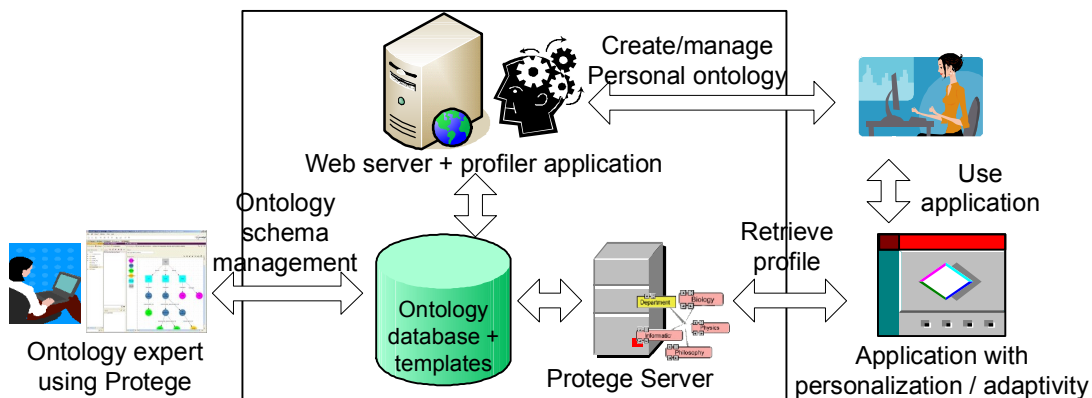 Create/manage
Personal ontology
Web server + profiler application
Ontology
schema
management
Use
application
Retrieve
profile
Ontology
database +
templates
Department
Biology
Physics
Informatic
Philosophy
Protege Server
Ontology expert
using Protege
Application with
personalization / adaptivity